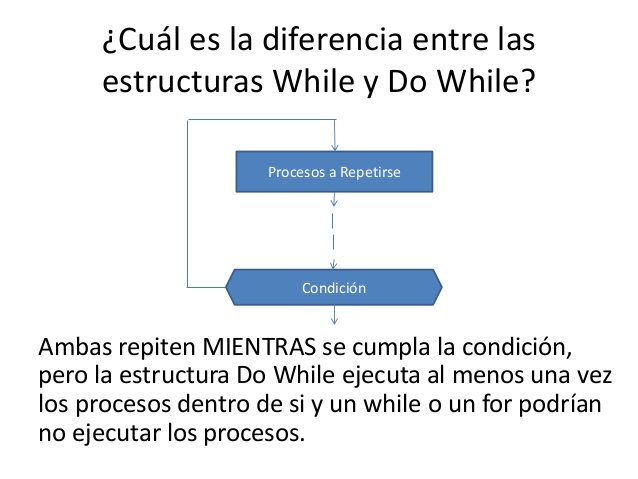 ¿Cuál es la diferencia entre las
estructuras While y Do While?
Procesos a Repetirse
Condición
Ambas repiten MIENTRAS se cumpla la condición,
pero la estructura Do While ejecuta al menos una vez
los procesos dentro de si y un while o un for podrían
no ejecutar los procesos.